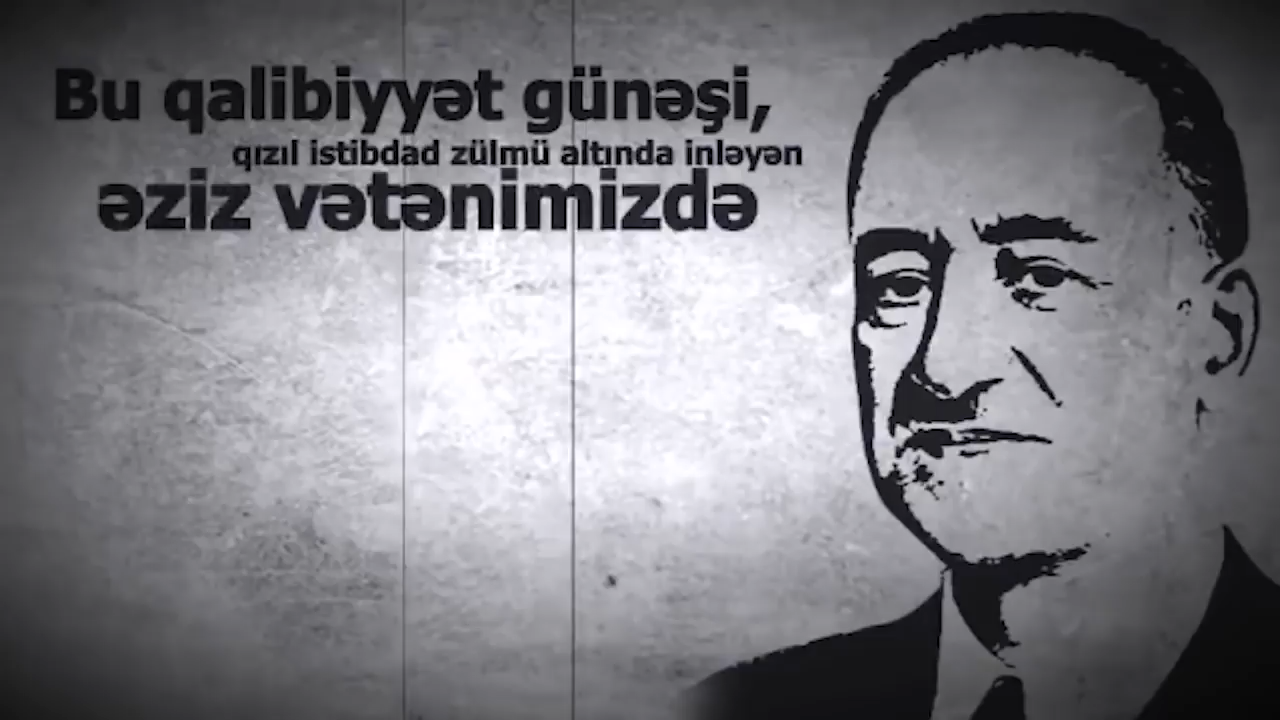 Bu qalibiyyət günəşi,
qızıl istibdad zülmü altında inləyən
əziz vətənimizdə